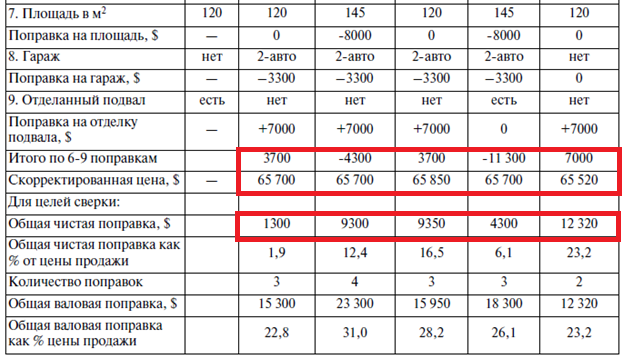 7. Площадь в м² 120 120 145 120 145 120
Поправка на площадь, $ — 0 -8000 0 -8000 0
8. Гараж нет 2-авто 2-авто 2-авто 2-авто нет
Поправка на гараж, $ — −3300 −3300 −3300 −3300 0
9. Отделанный подвал есть нет нет нет есть нет
Поправка на отделку
подвала, $ — +7000 +7000 +7000 0 +7000
Итого по 6-9 поправкам 3700 -4300 3700 -11 300 7000
Скорректированная цена, $ — 65 700 65 700 65 850 65 700 65 520
Для целей сверки:
Общая чистая поправка, $ 1300 9300 9350 4300 12 320
Общая чистая поправка как
% от цены продажи 1,9 12,4 16,5 6,1 23,2
Количество поправок 3 4 3 3 2
Общая валовая поправка, $ 15 300 23 300 15 950 18 300 12 320
Общая валовая поправка
как % цены продажи 22,8 31,0 28,2 26,1 23,2